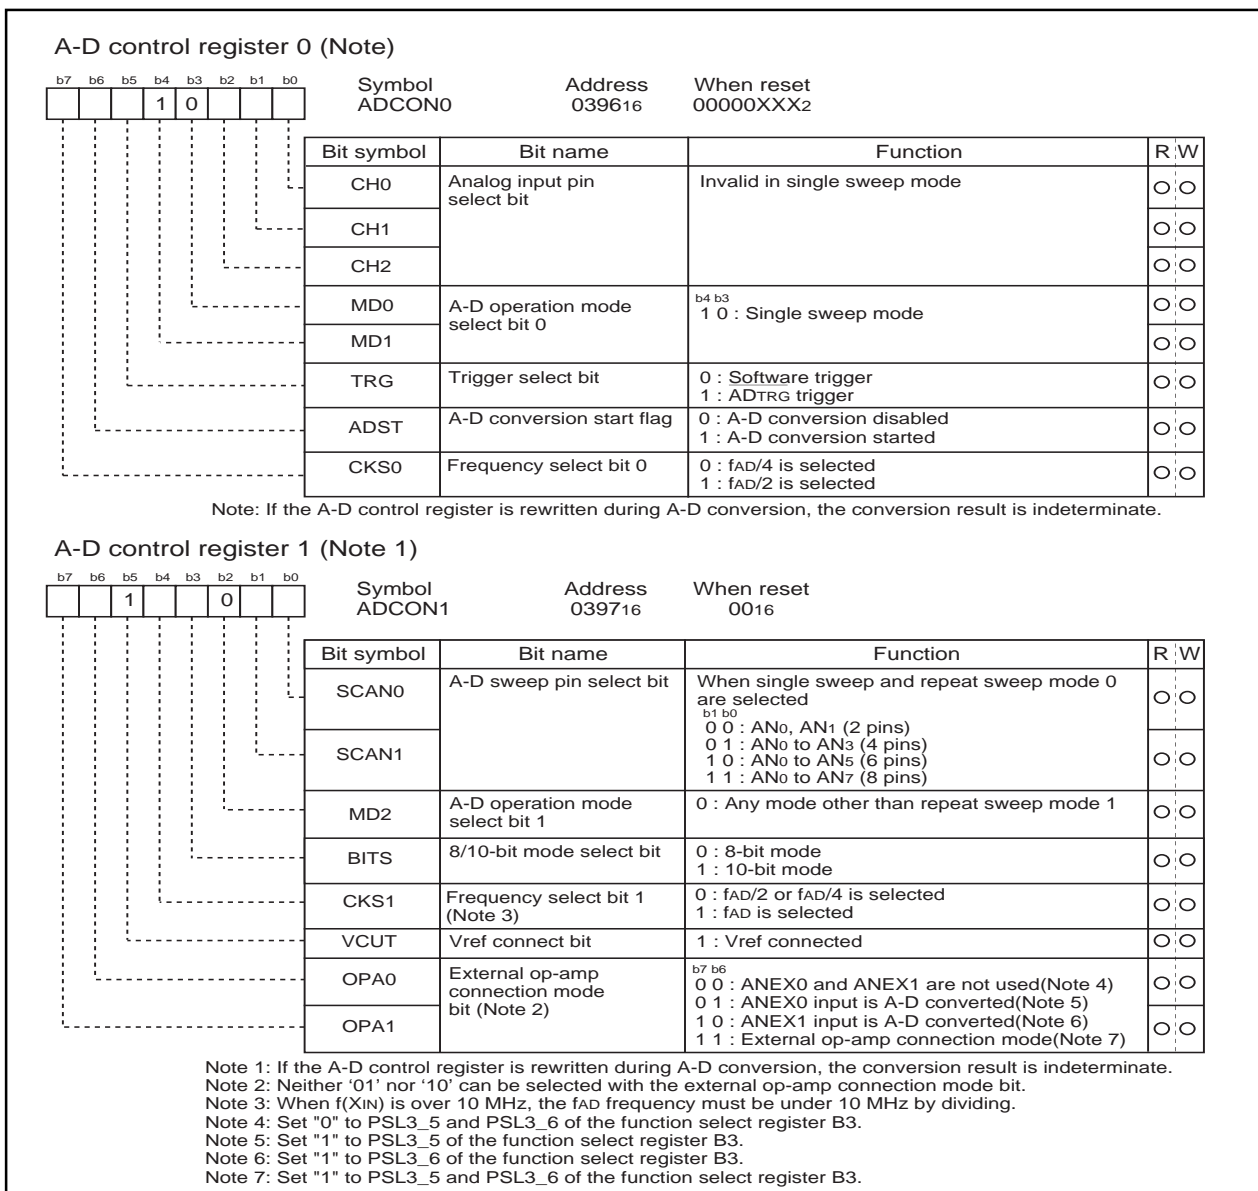 A-D control register 0 (Note)
b7 b6 b5 b4 b3 b2 b1 b0
1 0
Symbol Address When reset
ADCON0 039616 00000XXX2
Bit symbol Bit name Function R W
CH0 Analog input pin select bit Invalid in single sweep mode
CH1
CH2
MD0 A-D operation mode select bit 0 b4 b3
1 0 : Single sweep mode
MD1
TRG Trigger select bit 0 : Software trigger
1 : ADTRG trigger
ADST A-D conversion start flag 0 : A-D conversion disabled
1 : A-D conversion started
CKS0 Frequency select bit 0 0 : fAD/4 is selected
1 : fAD/2 is selected
Note: If the A-D control register is rewritten during A-D conversion, the conversion result is indeterminate.
A-D control register 1 (Note 1)
b7 b6 b5 b4 b3 b2 b1 b0
1 0
Symbol Address When reset
ADCON1 039716 0016
Bit symbol Bit name Function R W
SCAN0 A-D sweep pin select bit When single sweep and repeat sweep mode 0
are selected
b1 b0
0 0 : AN0, AN1 (2 pins)
SCAN1 0 1 : AN0 to AN3 (4 pins)
1 0 : AN0 to AN5 (6 pins)
1 1 : AN0 to AN7 (8 pins)
MD2 A-D operation mode select bit 1 0 : Any mode other than repeat sweep mode 1
BITS 8/10-bit mode select bit 0 : 8-bit mode
1 : 10-bit mode
CKS1 Frequency select bit 1 (Note 3) 0 : fAD/2 or fAD/4 is selected
1 : fAD is selected
VCUT Vref connect bit 1 : Vref connected
OPA0 External op-amp connection mode bit (Note 2) b7 b6
0 0 : ANEX0 and ANEX1 are not used(Note 4)
0 1 : ANEX0 input is A-D converted(Note 5)
OPA1 1 0 : ANEX1 input is A-D converted(Note 6)
1 1 : External op-amp connection mode(Note 7)
Note 1: If the A-D control register is rewritten during A-D conversion, the conversion result is indeterminate.
Note 2: Neither ‘01’ nor ‘10’ can be selected with the external op-amp connection mode bit.
Note 3: When f(XIN) is over 10 MHz, the fAD frequency must be under 10 MHz by dividing.
Note 4: Set "0" to PSL3_5 and PSL3_6 of the function select register B3.
Note 5: Set "1" to PSL3_5 of the function select register B3.
Note 6: Set "1" to PSL3_6 of the function select register B3.
Note 7: Set "1" to PSL3_5 and PSL3_6 of the function select register B3.